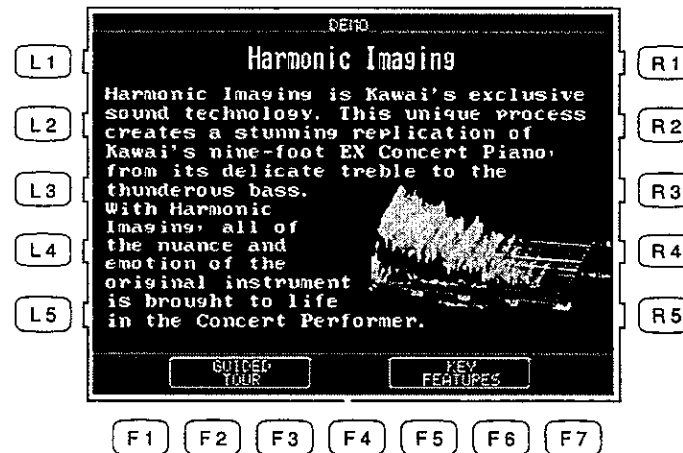 DEMO
Harmonic Imaging
Harmonic Imaging is Kawai's exclusive
sound technology. This unique process
creates a stunning replication of
Kawai's nine-foot EX Concert Piano,
from its delicate treble to the
thunderous bass.
With Harmonic
Imaging, all of
the nuance and
emotion of the
original instrument
is brought to life
in the Concert Performer.
GUIDED
TOUR
KEY
FEATURES
L1
L2
L3
L4
L5
R1
R2
R3
R4
R5
F1 F2 F3 F4 F5 F6 F7